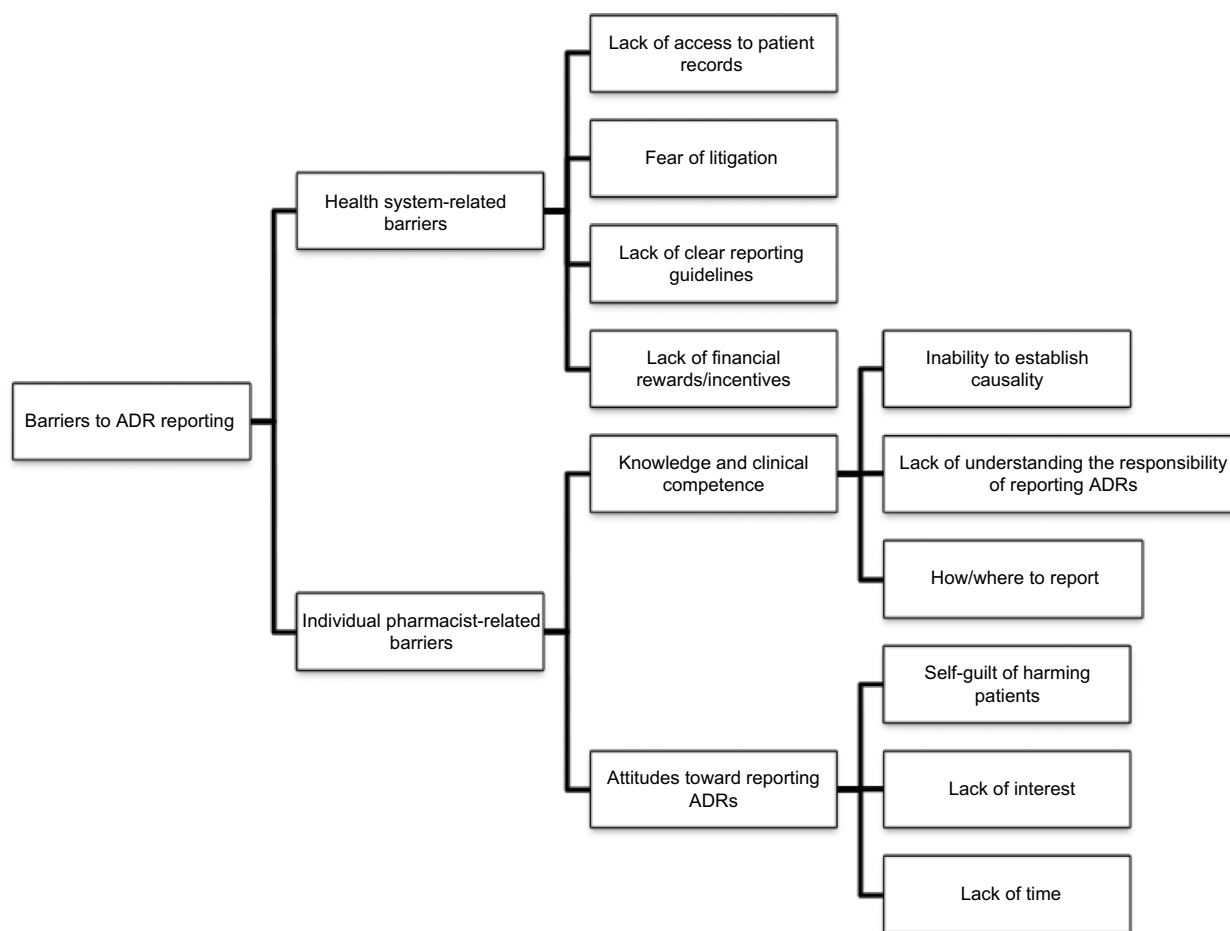 Lack of access to patient
records
Fear of litigation
Health system-related
barriers
Lack of clear reporting
guidelines
Lack of financial
rewards/incentives
Inability to establish
causality
Barriers to ADR reporting
Knowledge and clinical
competence
Lack of understanding the responsibility
of reporting ADRs
How/where to report
Individual pharmacist-related
barriers
Self-guilt of harming
patients
Attitudes toward reporting
ADRs
Lack of interest
Lack of time